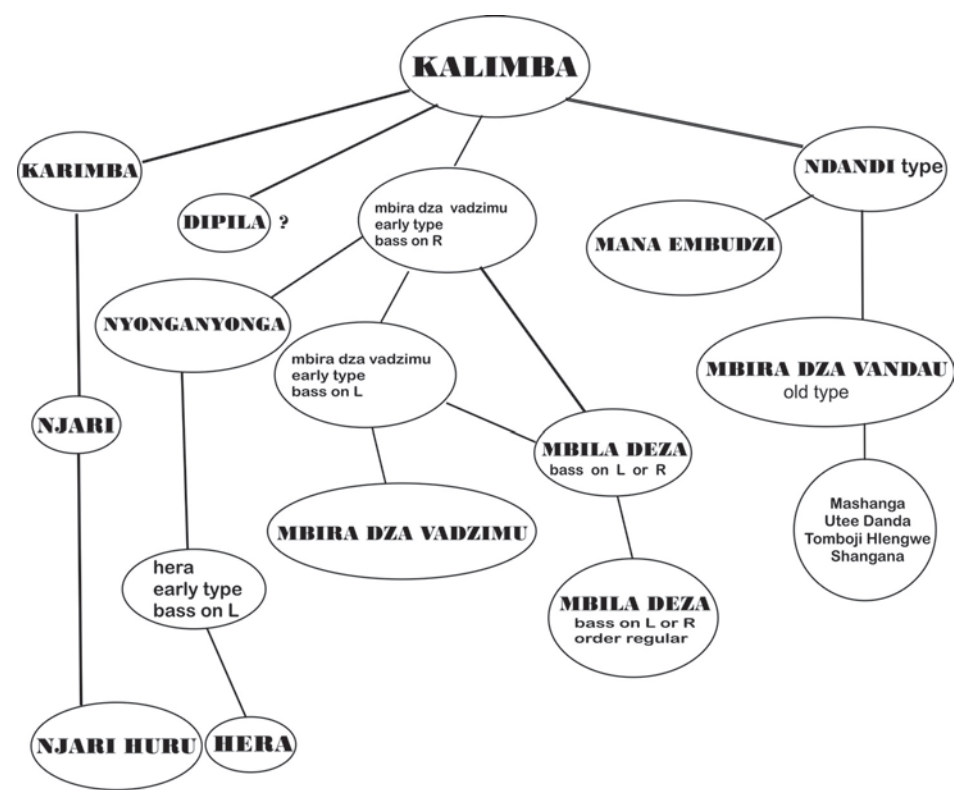 KALIMBA
KARIMBA
NDANDI type
DIPILA ?
mbira dza vadzimu
early type
bass on R
MANA EMBUDZI
NYONGANYONGA
mbira dza vadzimu
early type
bass on L
MBIRA DZA VANDAU
old type
NJARI
MBILA DEZA
bass on L or R
MBIRA DZA VADZIMU
Mashanga
Utee Danda
Tomboji Hlengwe
Shangana
hera
early type
bass on L
MBILA DEZA
bass on L or R
order regular
NJARI HURU
HERA